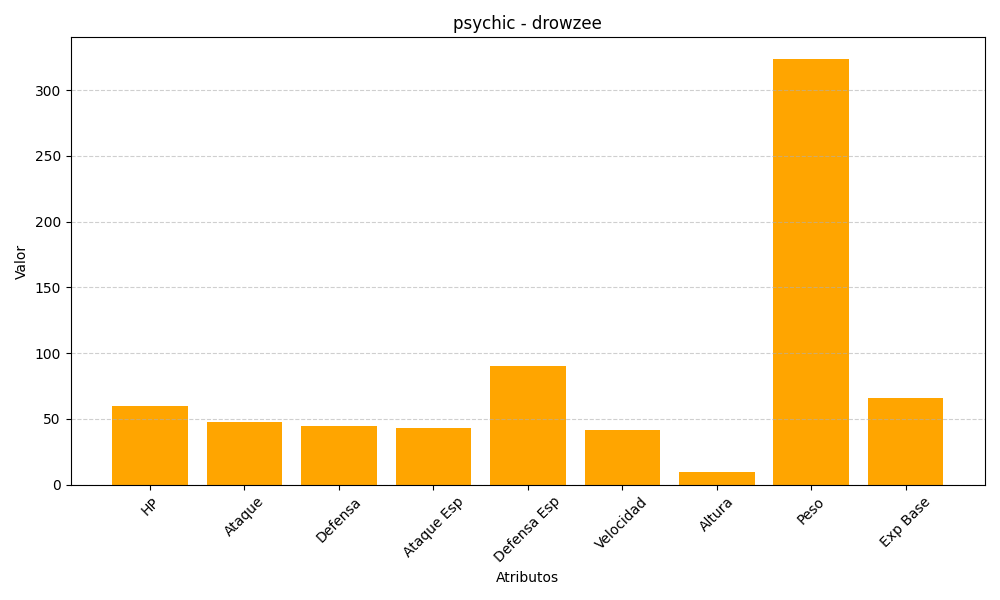 psychic - drowzee
Valor
300
250
200
150
100
50
0
HP
Ataque
Defensa
Ataque Esp
Defensa Esp
Velocidad
Altura
Peso
Exp Base
Atributos